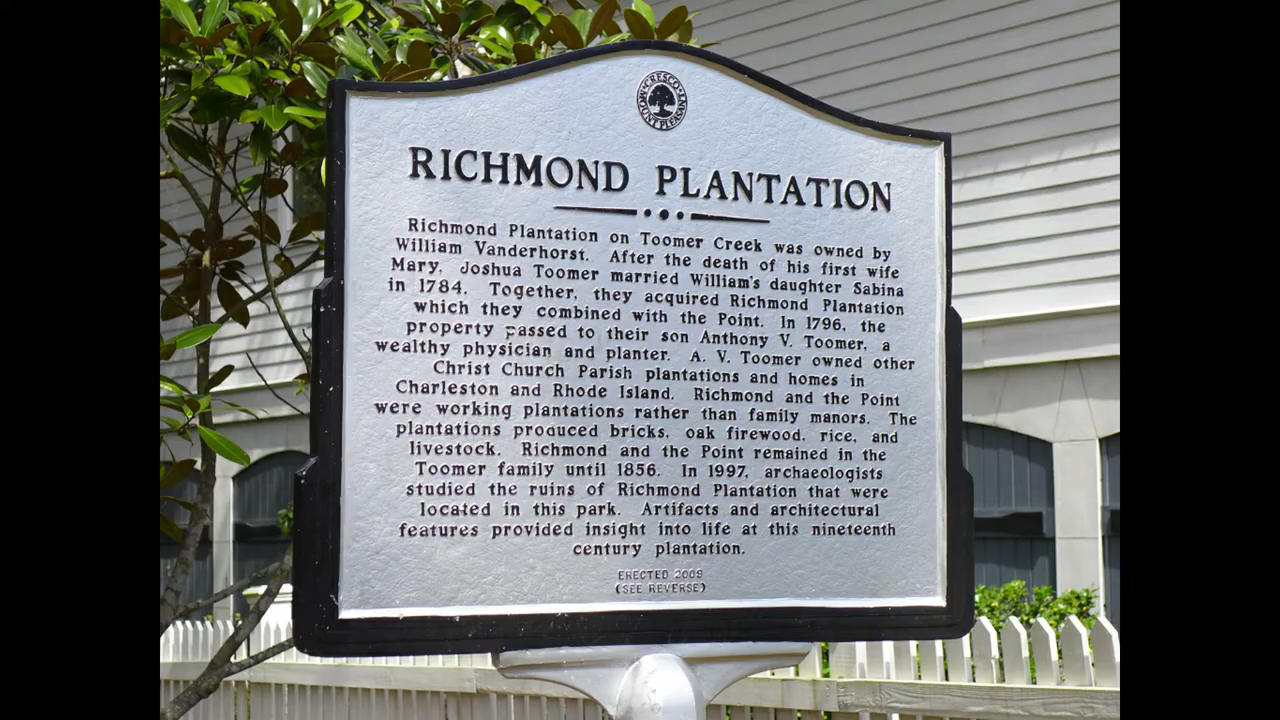 CRESCO
MOUNT PLEASANT
RICHMOND PLANTATION
Richmond Plantation on Toomer Creek was owned by
William Vanderhorst. After the death of his first wife
Mary, Joshua Toomer married William's daughter Sabina
in 1784. Together, they acquired Richmond Plantation
which they combined with the Point. In 1796, the
property passed to their son Anthony V. Toomer, a
wealthy physician and planter. A. V. Toomer owned other
Christ Church Parish plantations and homes in
Charleston and Rhode Island. Richmond and the Point
were working plantations rather than family manors. The
plantations produced bricks, oak firewood, rice, and
livestock. Richmond and the Point remained in the
Toomer family until 1856. In 1997, archaeologists
studied the ruins of Richmond Plantation that were
located in this park. Artifacts and architectural
features provided insight into life at this nineteenth
century plantation.
ERECTED 2009
(SEE REVERSE)